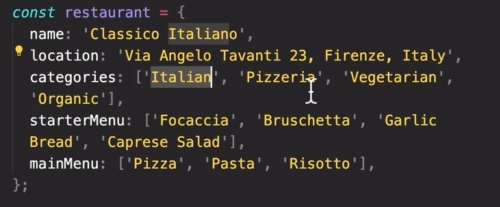 const restaurant = {
name: 'Classico Italiano',
location: 'Via Angelo Tavanti 23, Firenze, Italy',
categories: ['Italian', 'Pizzeria', 'Vegetarian',
'Organic'],
starterMenu: ['Focaccia', 'Bruschetta', 'Garlic
Bread', 'Caprese Salad'],
mainMenu: ['Pizza', 'Pasta', 'Risotto'],
};